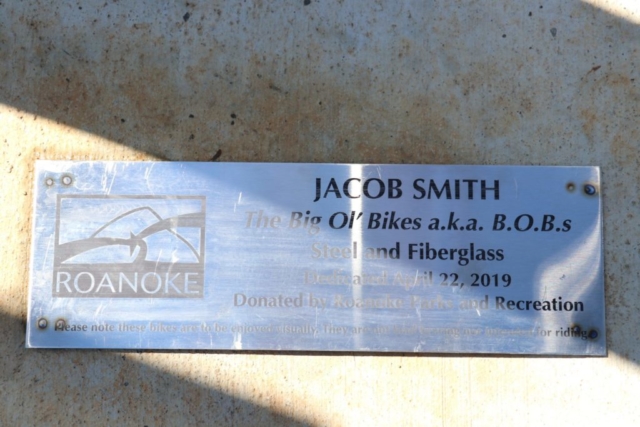 JACOB SMITH
The Big Ol' Bikes a.k.a. B.O.B.s
Steel and Fiberglass
Dedicated April 22, 2019
Donated by Roanoke Parks and Recreation
ROANOKE
Please note these bikes are to be enjoyed visually. They are not for riding.